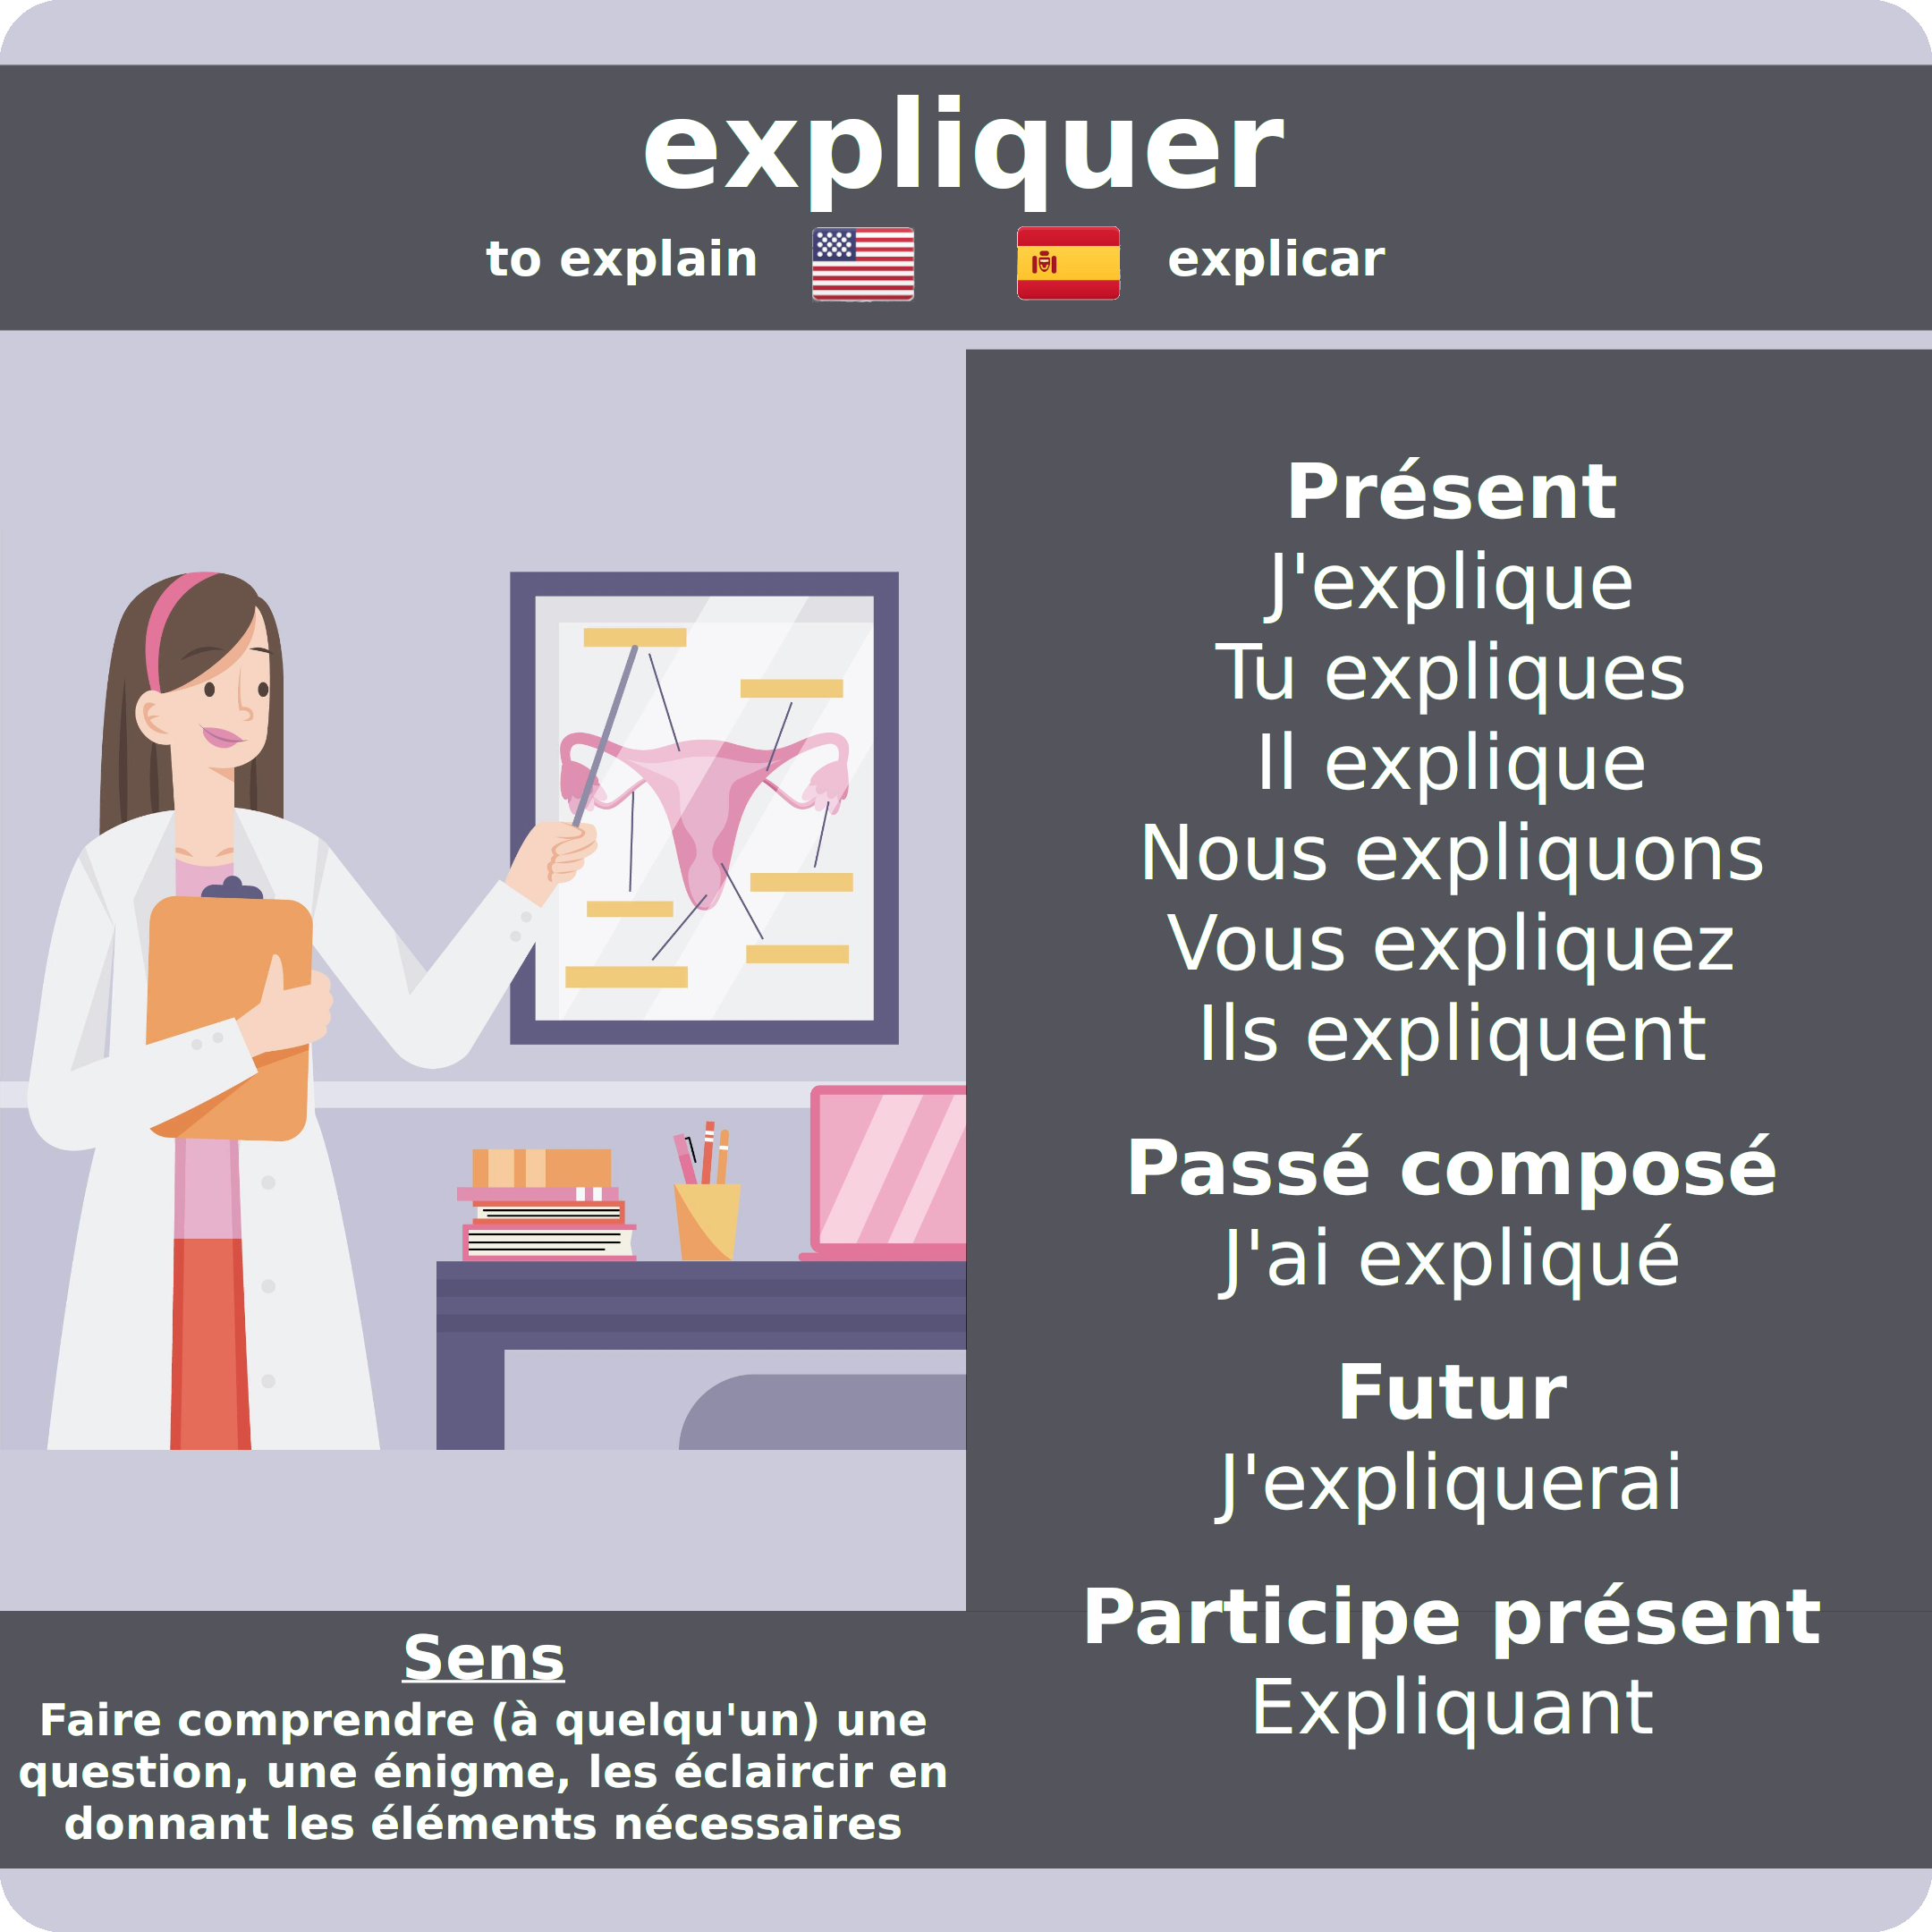 expliquer
to explain
explicar
Présent
J'explique
Tu expliques
Il explique
Nous expliquons
Vous expliquez
Ils expliquent
Passé composé
J'ai expliqué
Futur
J'expliquerai
Participe présent
Expliquant
Sens
Faire comprendre (à quelqu'un) une
question, une énigme, les éclaircir en
donnant les éléments nécessaires